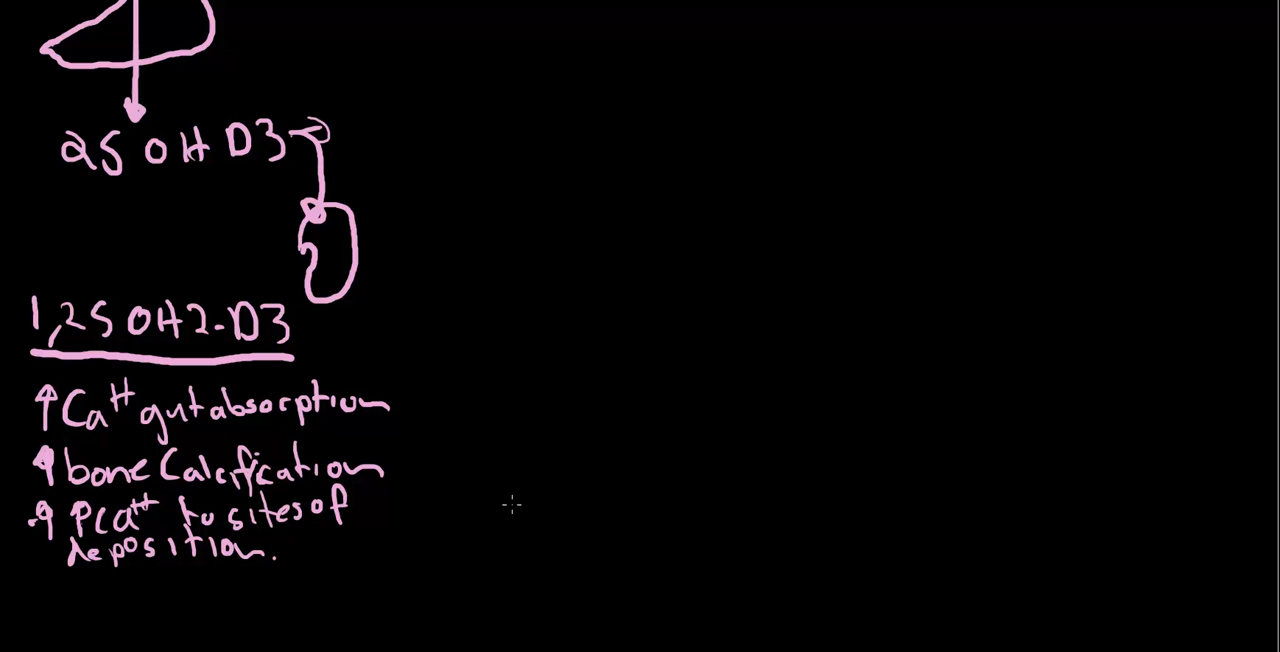 25 OH D3
1,25 OH2-D3
↑ Ca++ gut absorption
↑ bone Calcification
↑ PCa++ to sites of
deposition.